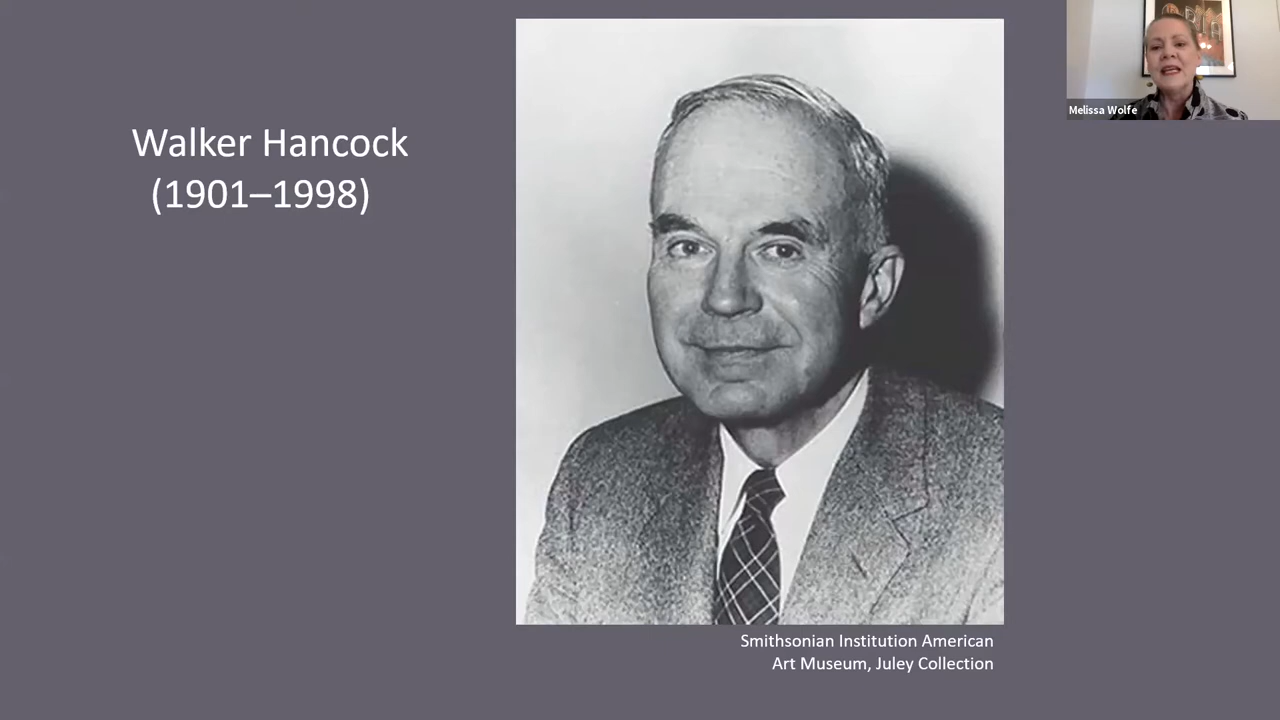 Walker Hancock
(1901–1998)
Melissa Wolfe
Smithsonian Institution American
Art Museum, Juley Collection